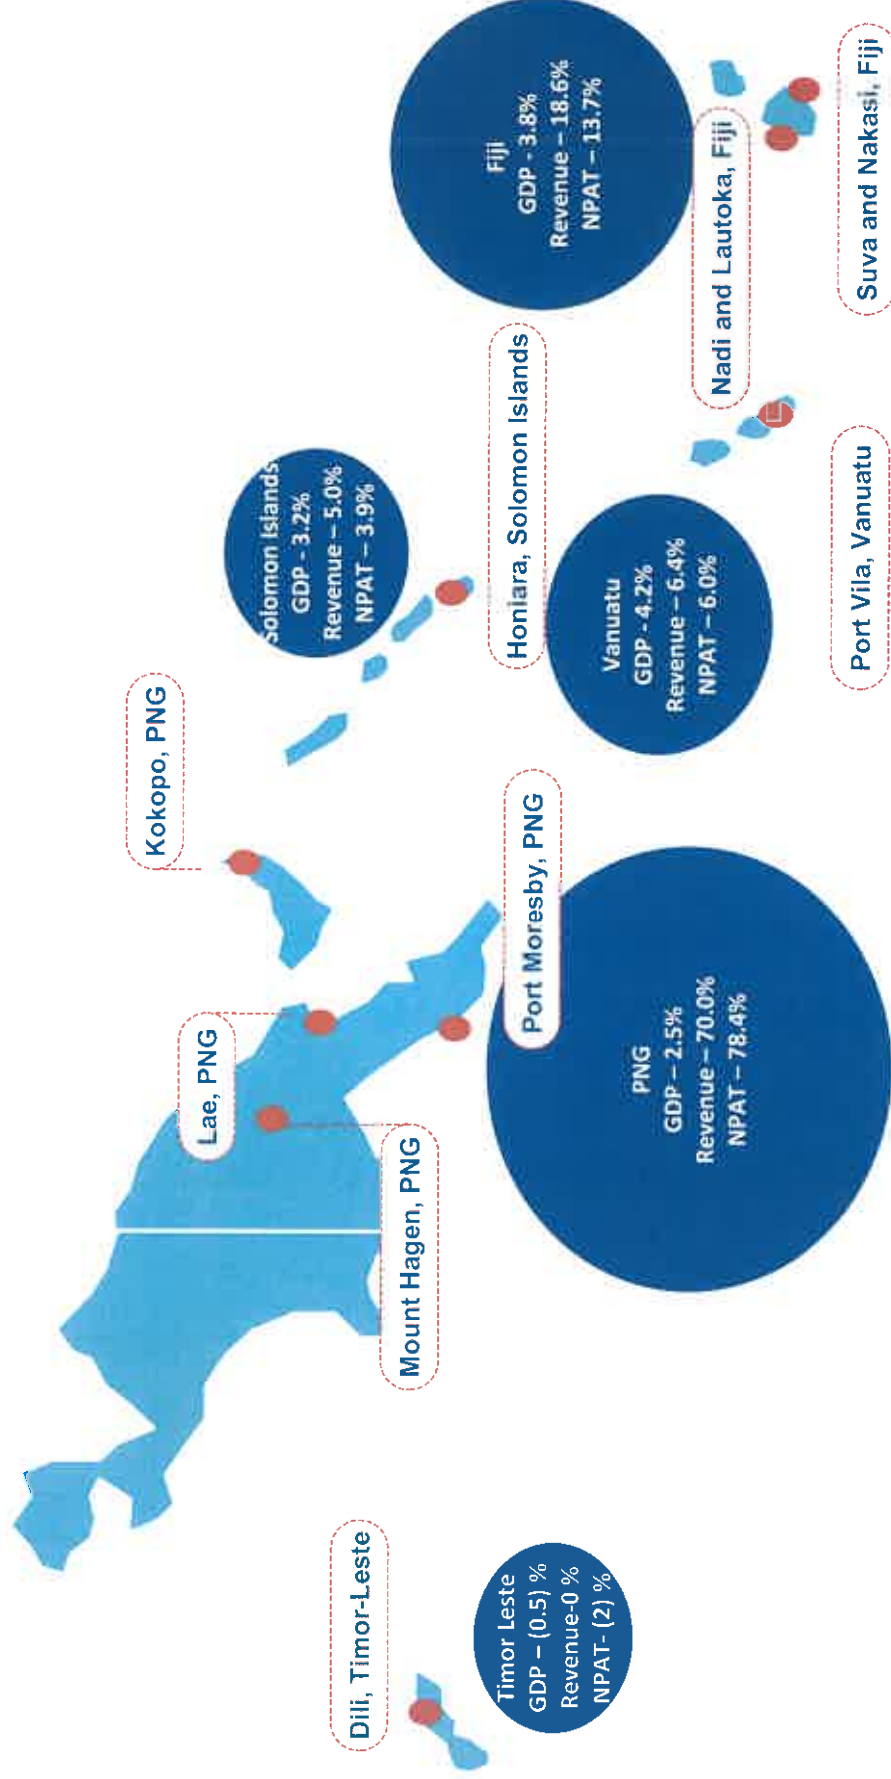 Kokopo, PNG
Lae, PNG
Solomon Islands
GDP - 3.2%
Revenue – 5.0%
NPAT – 3.9%
Dili, Timor-Leste
Mount Hagen, PNG
Fiji
GDP - 3.8%
Revenue – 18.6%
NPAT – 13.7%
Honiara, Solomon Islands
Port Moresby, PNG
Timor Leste
GDP – (0.5) %
Revenue-0 %
NPAT- (2) %
Vanuatu
GDP - 4.2%
Revenue – 6.4%
NPAT – 6.0%
PNG
GDP – 2.5%
Revenue – 70.0%
NPAT – 78.4%
Nadi and Lautoka, Fiji
Port Vila, Vanuatu
Suva and Nakasi, Fiji